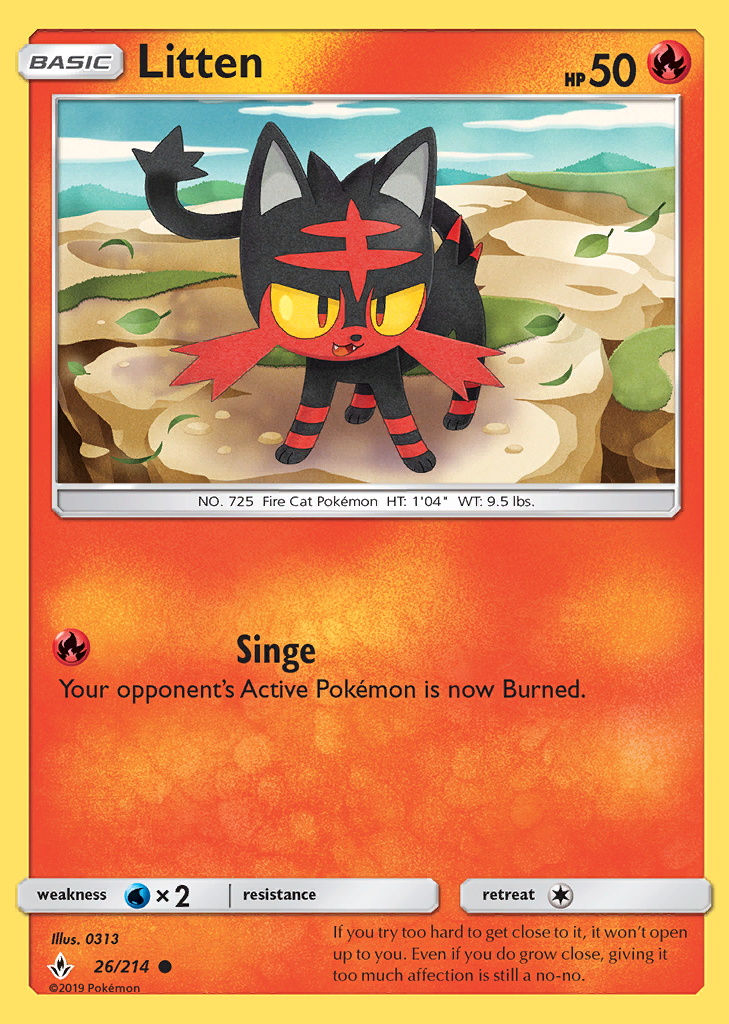 BASIC Litten HP 50
NO. 725 Fire Cat Pokémon HT: 1'04" WT: 9.5 lbs.
Singe
Your opponent's Active Pokémon is now Burned.
weakness ×2 resistance retreat
Illus. 0313
If you try too hard to get close to it, it won't open
up to you. Even if you do grow close, giving it
too much affection is still a no-no.
26/214
©2019 Pokémon